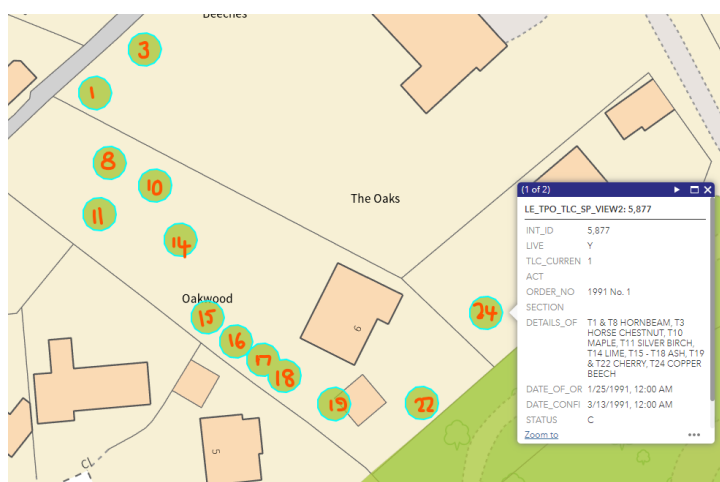 Beeches
3
1
8
10
11
The Oaks
14
Oakwood
15
16
17
18
19
22
24
9
5
CL
(1 of 2)
LE_TPO_TLC_SP_VIEW2: 5,877
INT_ID 5,877
LIVE Y
TLC_CURREN 1
ACT
ORDER_NO 1991 No. 1
SECTION
DETAILS_OF T1 & T8 HORNBEAM, T3
HORSE CHESTNUT, T10
MAPLE, T11 SILVER BIRCH,
T14 LIME, T15 - T18 ASH, T19
& T22 CHERRY, T24 COPPER
BEECH
DATE_OF_OR 1/25/1991, 12:00 AM
DATE_CONFI 3/13/1991, 12:00 AM
STATUS C
Zoom to